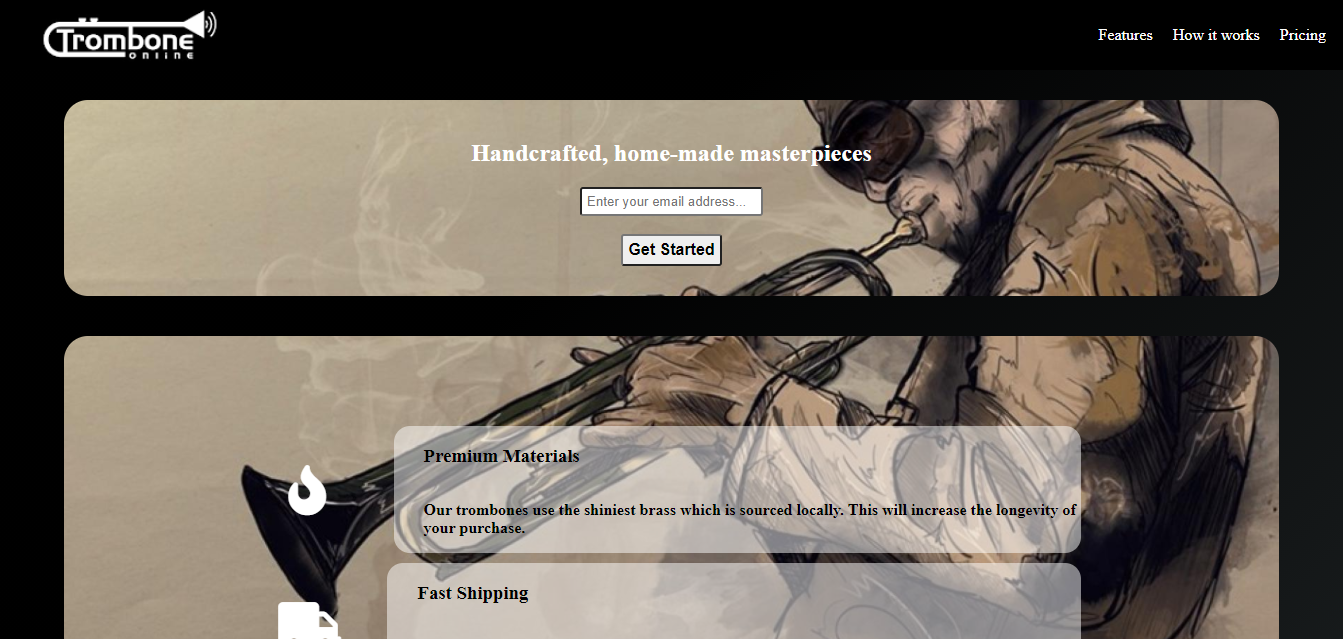 Trombone
ONLINE
Features
How it works
Pricing
Handcrafted, home-made masterpieces
Enter your email address...
Get Started
Premium Materials
Our trombones use the shiniest brass which is sourced locally. This will increase the longevity of
your purchase.
Fast Shipping